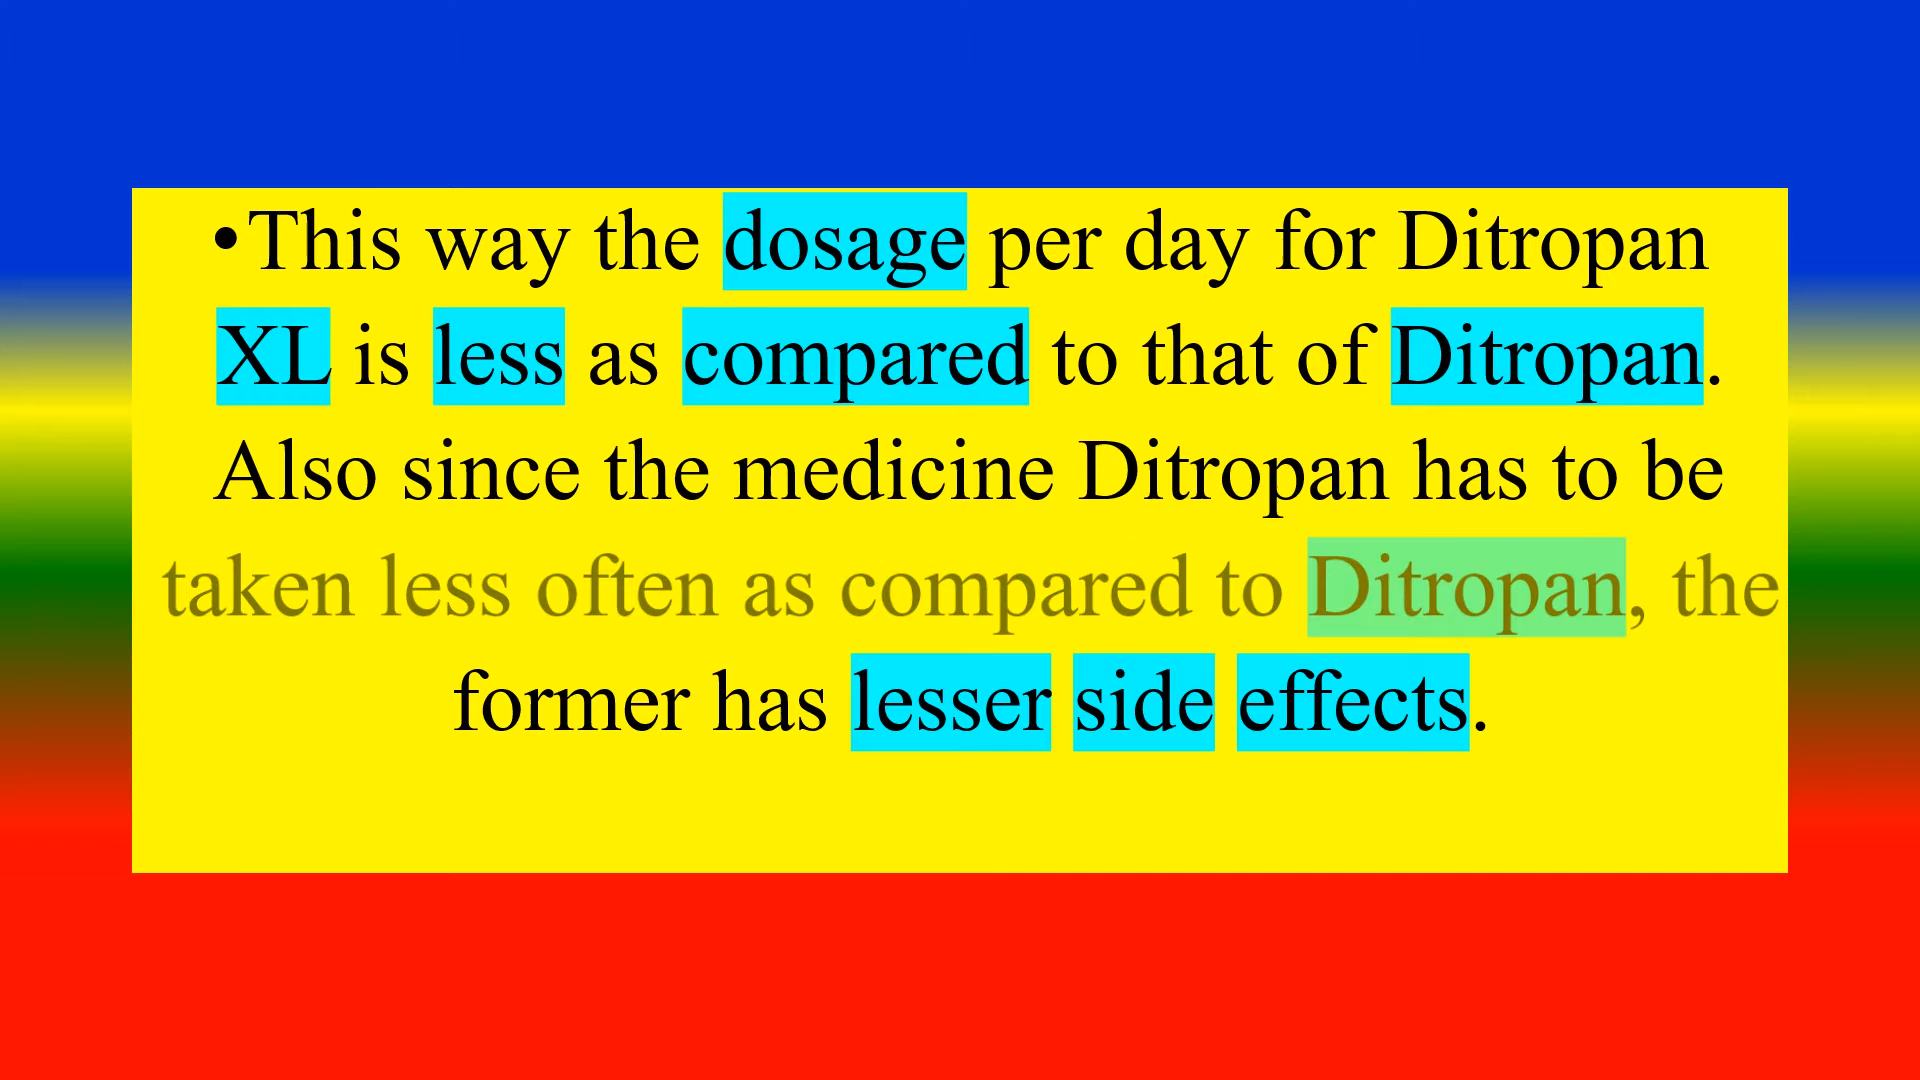 •This way the dosage per day for Ditropan
XL is less as compared to that of Ditropan.
Also since the medicine Ditropan has to be
taken less often as compared to Ditropan, the
former has lesser side effects.